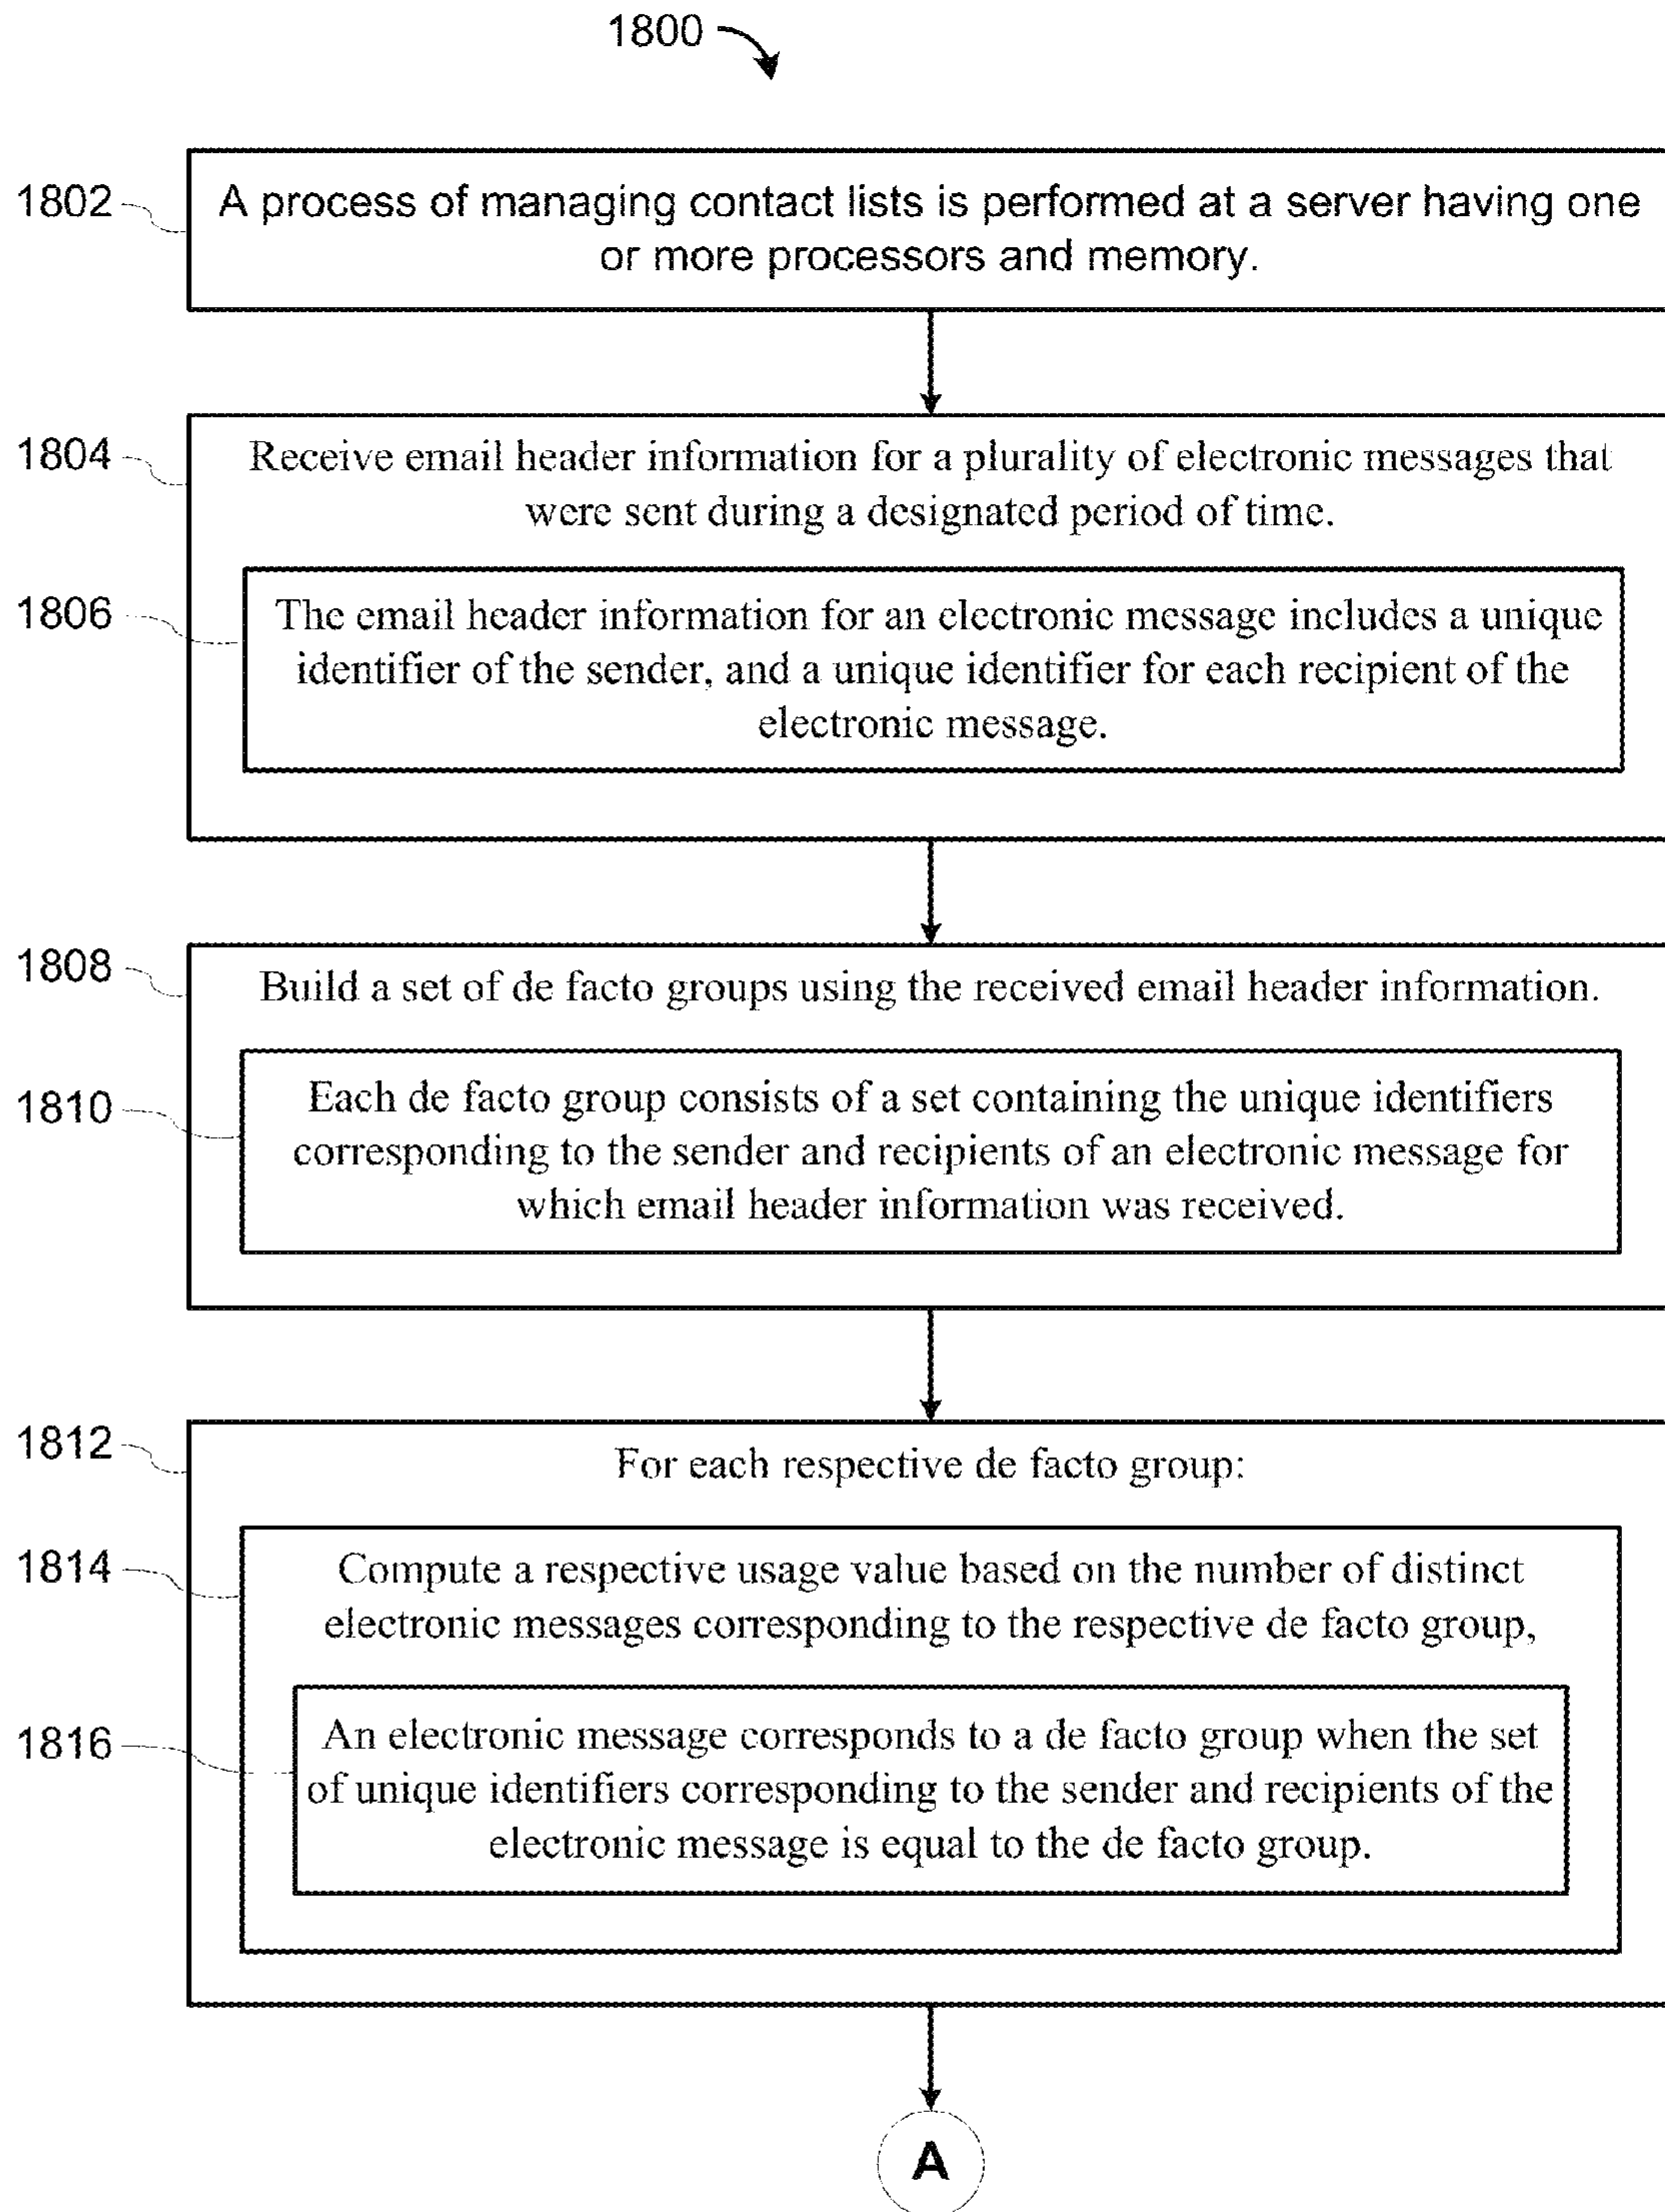 1800
1802
A process of managing contact lists is performed at a server having one
or more processors and memory.
1804
Receive email header information for a plurality of electronic messages that
were sent during a designated period of time.
1806
The email header information for an electronic message includes a unique
identifier of the sender, and a unique identifier for each recipient of the
electronic message.
1808
Build a set of de facto groups using the received email header information.
1810
Each de facto group consists of a set containing the unique identifiers
corresponding to the sender and recipients of an electronic message for
which email header information was received.
1812
For each respective de facto group:
1814
Compute a respective usage value based on the number of distinct
electronic messages corresponding to the respective de facto group,
1816
An electronic message corresponds to a de facto group when the set
of unique identifiers corresponding to the sender and recipients of the
electronic message is equal to the de facto group.
A